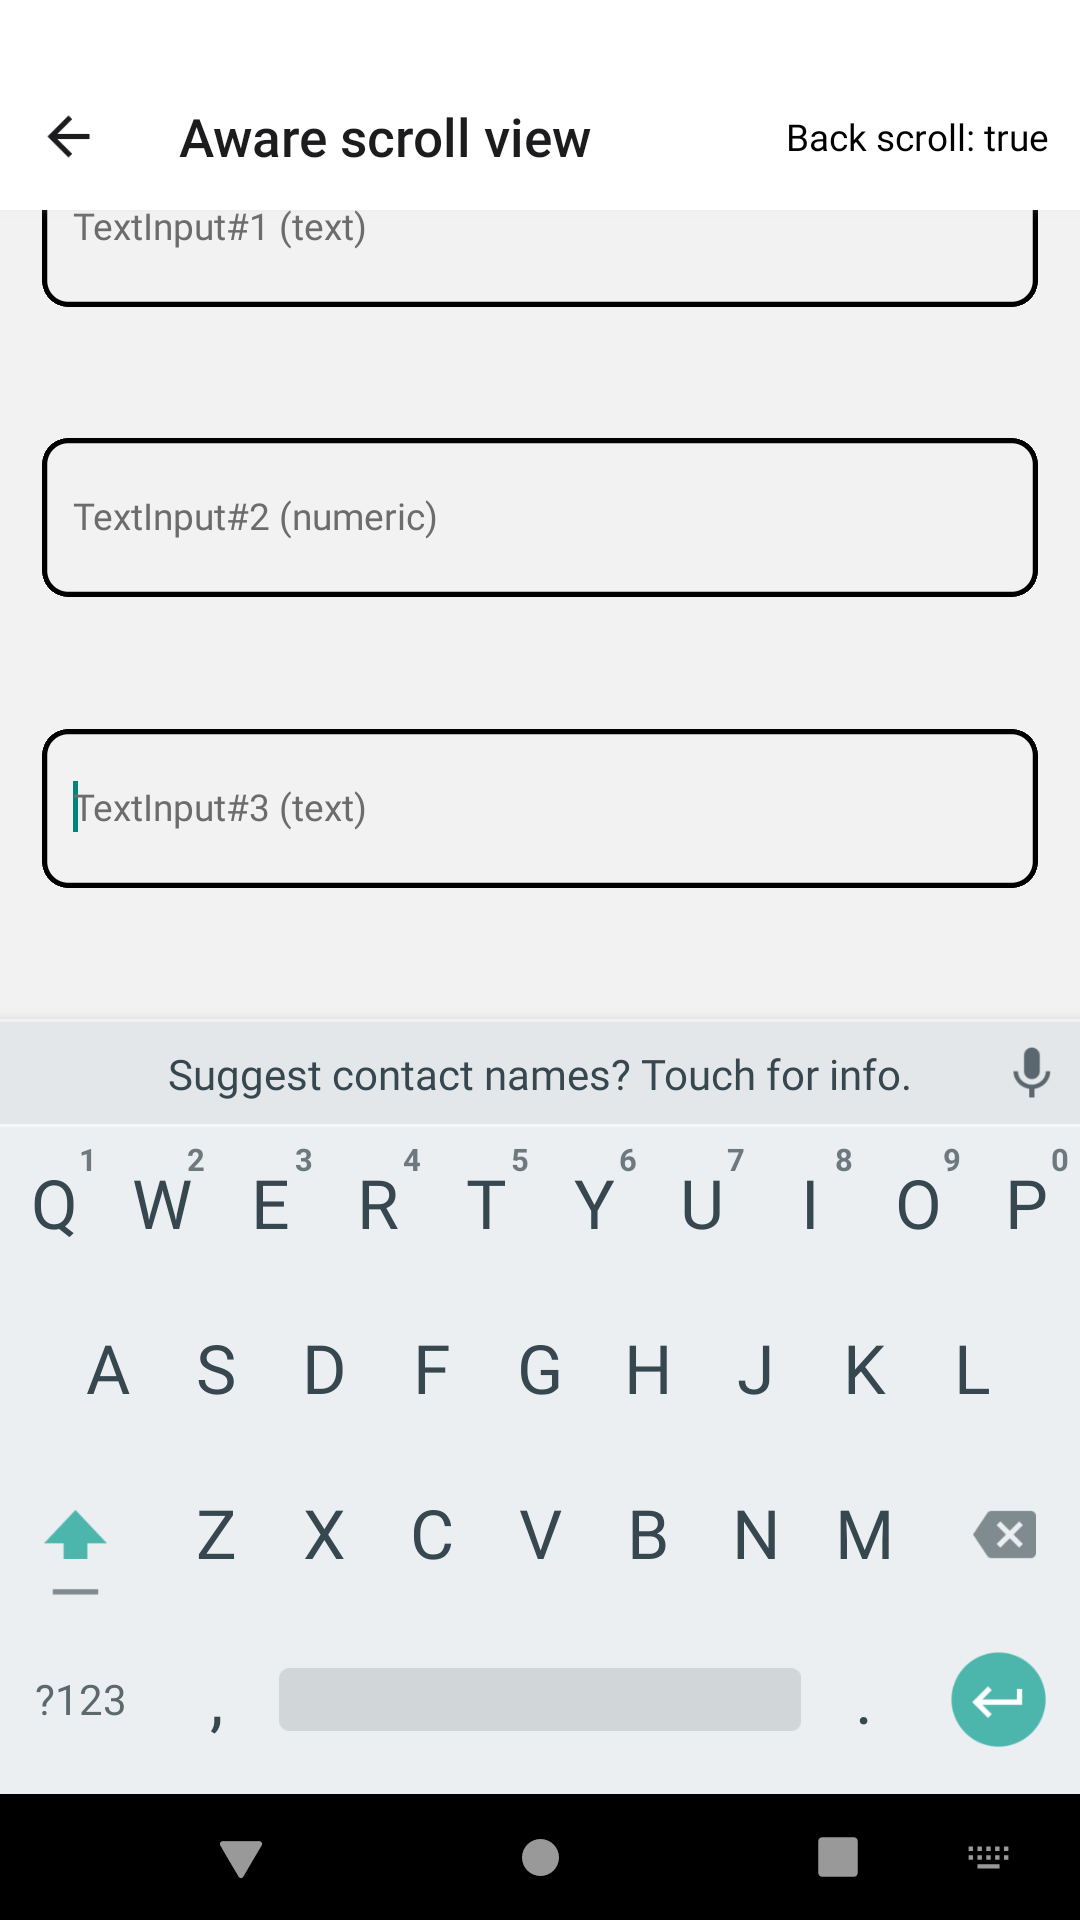 Aware scroll view
Back scroll: true
TextInput#1 (text)
TextInput#2 (numeric)
TextInput#3 (text)
Suggest contact names? Touch for info.
1 2 3 4 5 6 7 8 9 0
Q W E R T Y U I O P
A S D F G H J K L
Z X C V B N M
?123 , .